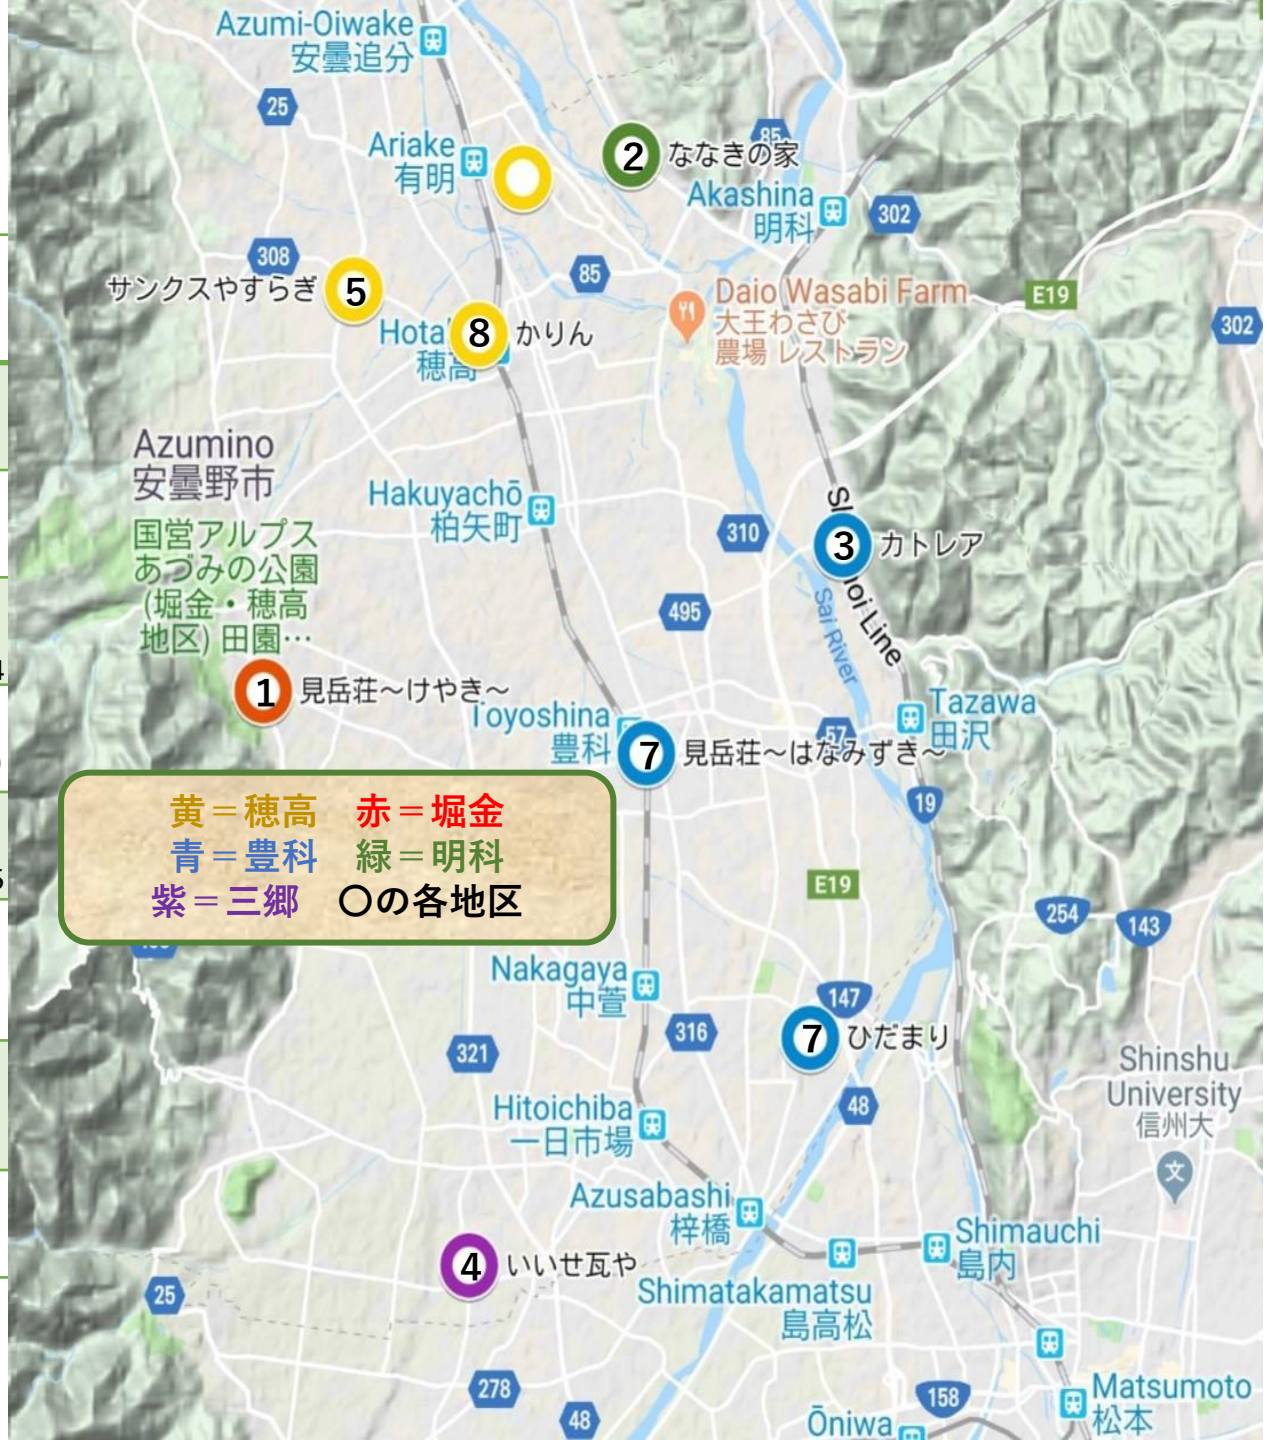 Azumi-Oiwake
安曇追分
25
Ariake
有明
2
ななきの家
85
Akashina
明科
302
308
サンクスやすらぎ
5
85
Daio Wasabi Farm
大王わさび
農場 レストラン
E19
302
Hota
8
かりん
穂高
Azumino
安曇野市
Hakuyachō
柏矢町
国営アルプス
あづみの公園
(堀金・穂高
地区) 田園…
310
3
カトレア
noi Line
Sai River
495
1
見岳荘～けやき～
Toyoshina
豊科
7
見岳荘～はなみずき～
57
Tazawa
田沢
19
黄＝穂高 赤＝堀金
青＝豊科 緑＝明科
紫＝三郷 〇の各地区
E19
254
143
Nakagaya
中萱
147
316
7
ひだまり
321
48
Shinshu
University
信州大
文
Hitoichiba
一日市場
Azusabashi
梓橋
Shimauchi
島内
4
いいせ瓦や
Shimatakamatsu
島高松
25
278
48
158
Matsumoto
松本
Ōniwa